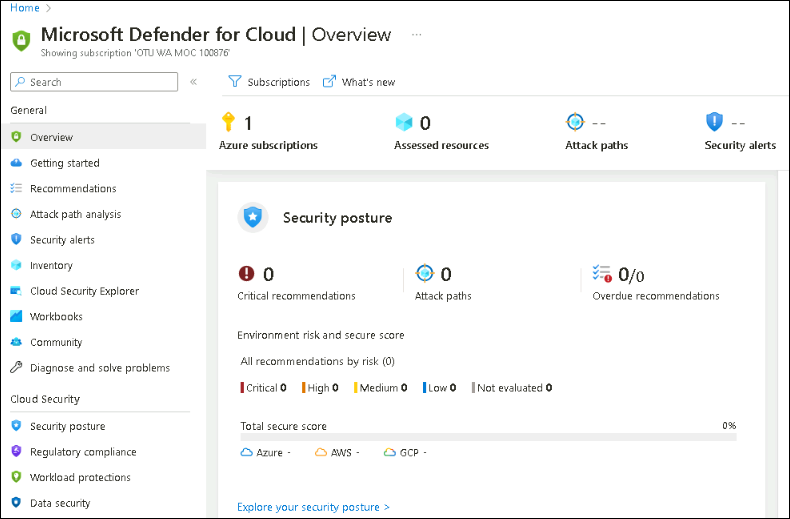 Home >
Microsoft Defender for Cloud | Overview ...
Showing subscription 'OTU WA MOC 100876'
Search «
Subscriptions What's new
General
Overview
Getting started
Recommendations
Attack path analysis
Security alerts
Inventory
Cloud Security Explorer
Workbooks
Community
Diagnose and solve problems
Cloud Security
Security posture
Regulatory compliance
Workload protections
Data security
1 0 -- --
Azure subscriptions Assessed resources Attack paths Security alerts
Security posture
0 0 0/0
Critical recommendations Attack paths Overdue recommendations
Environment risk and secure score
All recommendations by risk (0)
Critical 0 High 0 Medium 0 Low 0 Not evaluated 0
Total secure score 0%
Azure - AWS - GCP -
Explore your security posture >